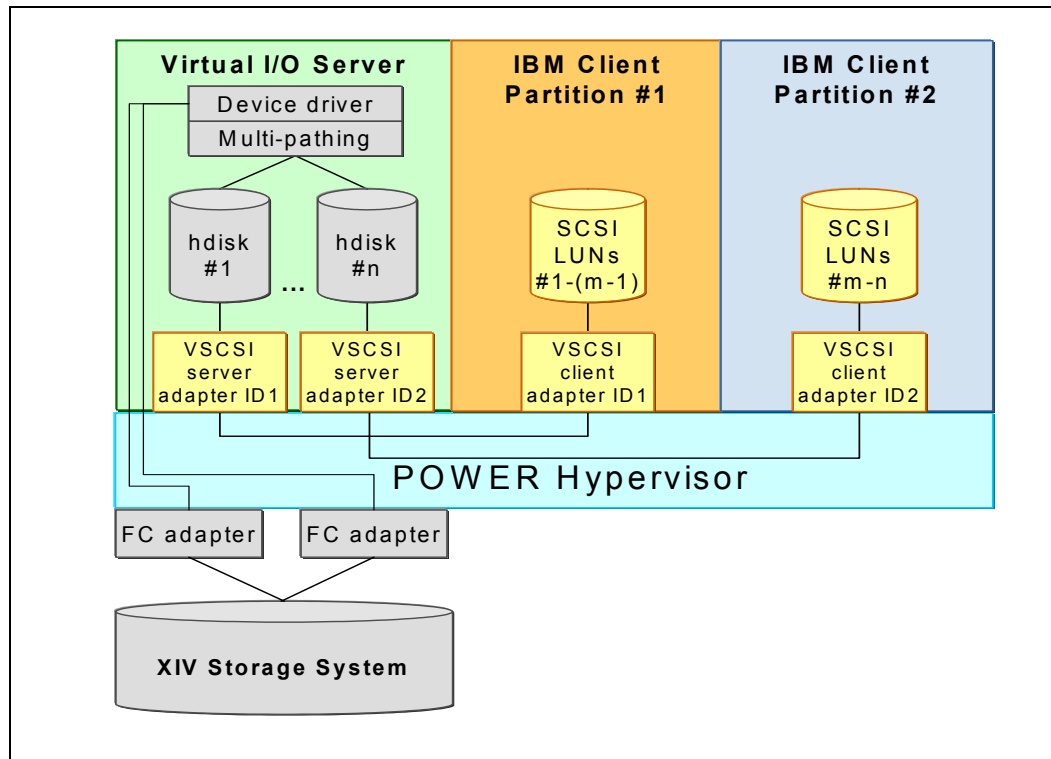 Virtual I/O Server
Device driver
Multi-pathing
hdisk
#1
...
hdisk
#n
VSCSI
server
adapter ID1
VSCSI
server
adapter ID2
IBM Client
Partition #1
SCSI
LUNs
#1-(m-1)
VSCSI
client
adapter ID1
IBM Client
Partition #2
SCSI
LUNs
#m-n
VSCSI
client
adapter ID2
POWER Hypervisor
FC adapter
FC adapter
XIV Storage System